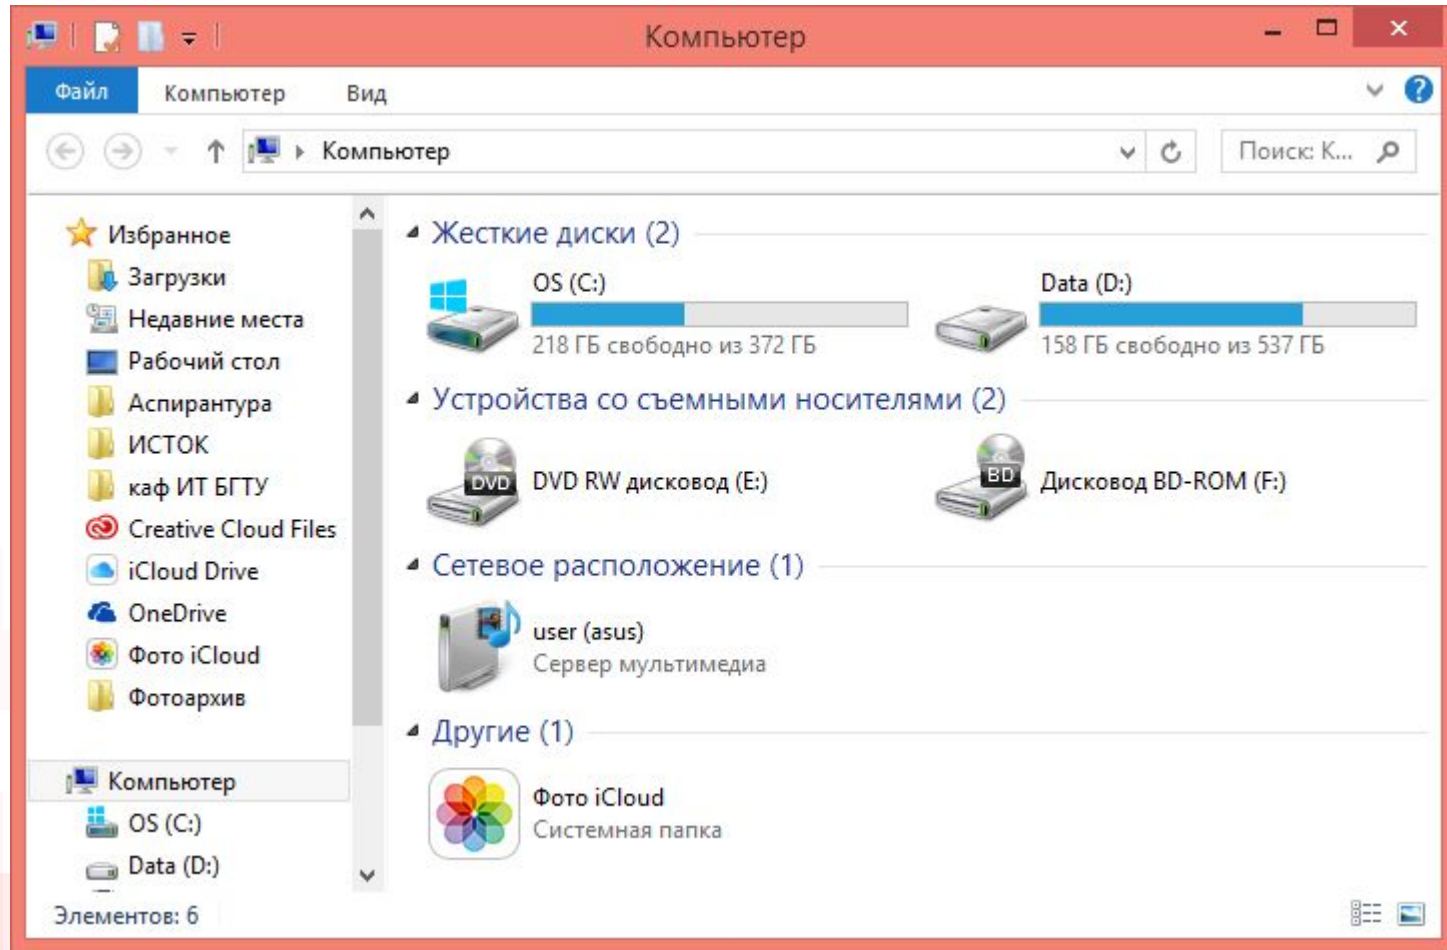 Компьютер
Файл Компьютер Вид
Компьютер
Поиск: К...
Избранное
Загрузки
Недавние места
Рабочий стол
Аспирантура
ИСТОК
каф ИТ БГТУ
Creative Cloud Files
iCloud Drive
OneDrive
Фото iCloud
Фотоархив
Компьютер
OS (C:)
Data (D:)
Жесткие диски (2)
OS (C:)
218 ГБ свободно из 372 ГБ
Data (D:)
158 ГБ свободно из 537 ГБ
Устройства со съемными носителями (2)
DVD
DVD RW дисковод (E:)
BD
Дисковод BD-ROM (F:)
Сетевое расположение (1)
user (asus)
Сервер мультимедиа
Другие (1)
Фото iCloud
Системная папка
Элементов: 6